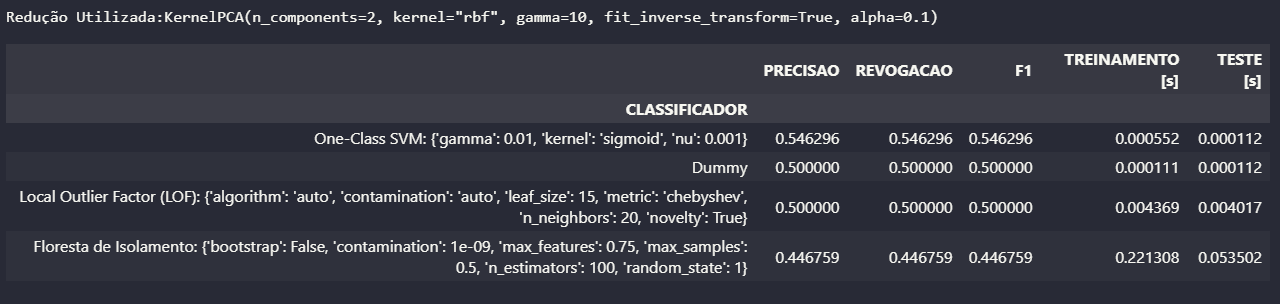 Redução Utilizada:KernelPCA(n_components=2, kernel="rbf", gamma=10, fit_inverse_transform=True, alpha=0.1)
PRECISAO REVOGACAO F1 TREINAMENTO [s] TESTE [s]
CLASSIFICADOR
One-Class SVM: {'gamma': 0.01, 'kernel': 'sigmoid', 'nu': 0.001} 0.546296 0.546296 0.546296 0.000552 0.000112
Dummy 0.500000 0.500000 0.500000 0.000111 0.000112
Local Outlier Factor (LOF): {'algorithm': 'auto', 'contamination': 'auto', 'leaf_size': 15, 'metric': 'chebyshev',
'n_neighbors': 20, 'novelty': True} 0.500000 0.500000 0.500000 0.004369 0.004017
Floresta de Isolamento: {'bootstrap': False, 'contamination': 1e-09, 'max_features': 0.75, 'max_samples':
0.5, 'n_estimators': 100, 'random_state': 1} 0.446759 0.446759 0.446759 0.221308 0.053502